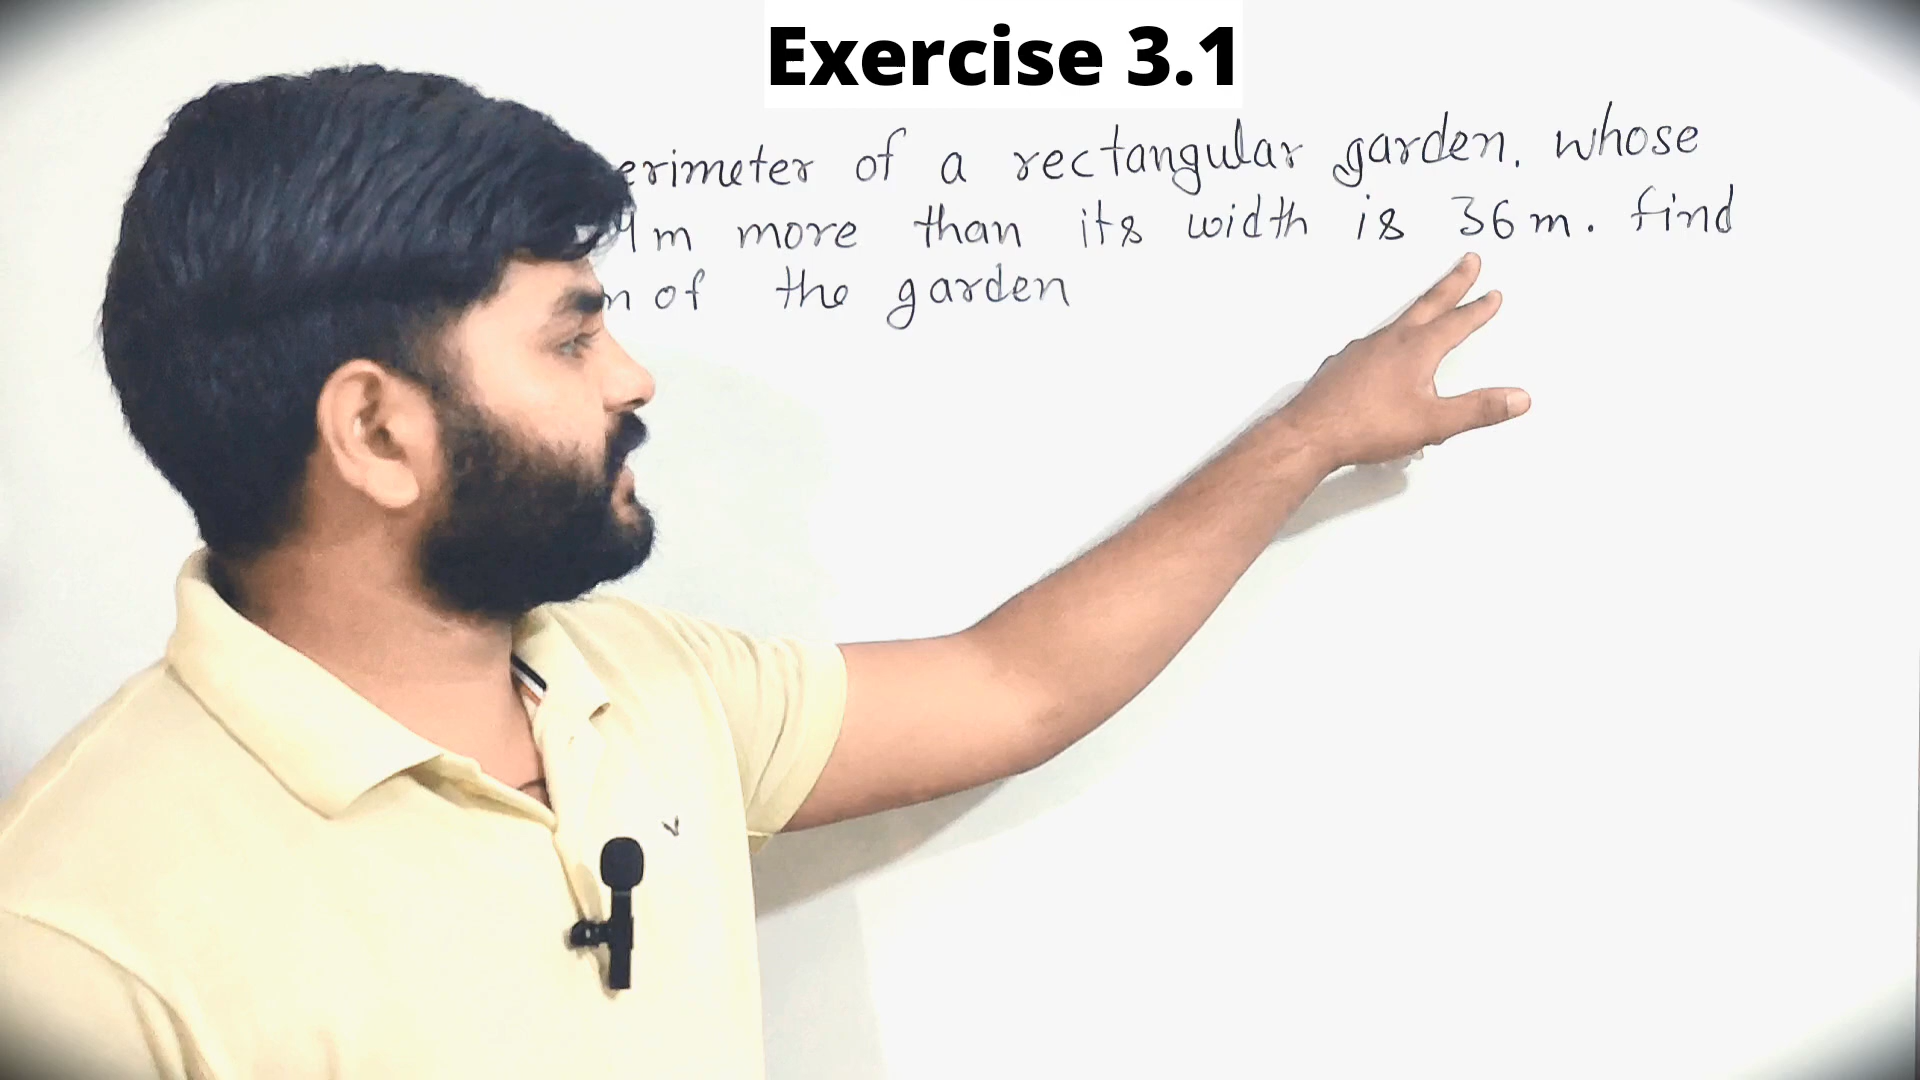 Exercise 3.1
erimeter of a rectangular garden. whose
m more than its width is 36 m. find
n of the garden